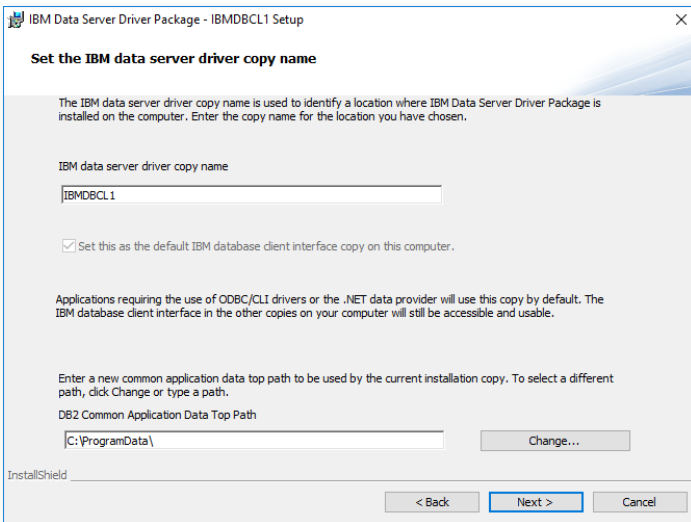 IBM Data Server Driver Package - IBMDBCL1 Setup
Set the IBM data server driver copy name
The IBM data server driver copy name is used to identify a location where IBM Data Server Driver Package is
installed on the computer. Enter the copy name for the location you have chosen.
IBM data server driver copy name
IBMDBCL1
Set this as the default IBM database client interface copy on this computer.
Applications requiring the use of ODBC/CLI drivers or the .NET data provider will use this copy by default. The
IBM database client interface in the other copies on your computer will still be accessible and usable.
Enter a new common application data top path to be used by the current installation copy. To select a different
path, click Change or type a path.
DB2 Common Application Data Top Path
C:\ProgramData\
Change...
InstallShield
< Back
Next >
Cancel